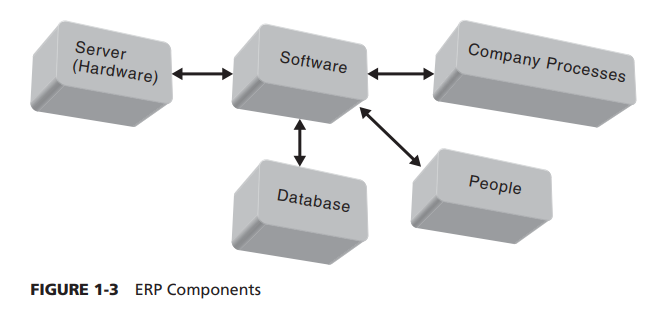 Server
(Hardware)
Software
Company Processes
Database
People
FIGURE 1-3 ERP Components